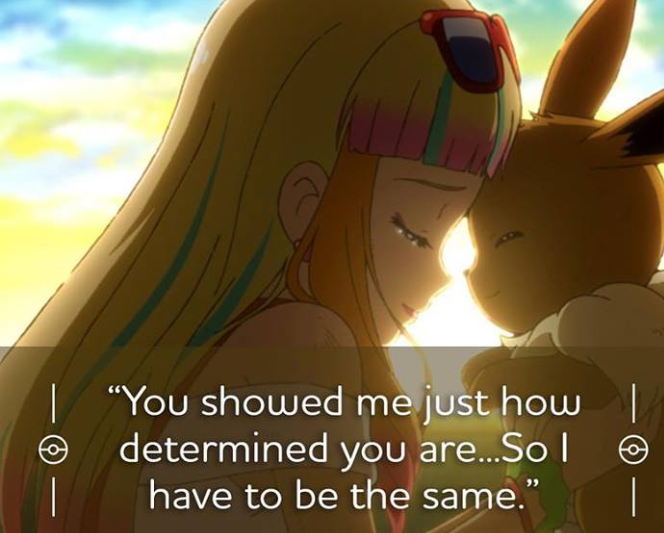 “You showed me just how
determined you are...So I
have to be the same.”